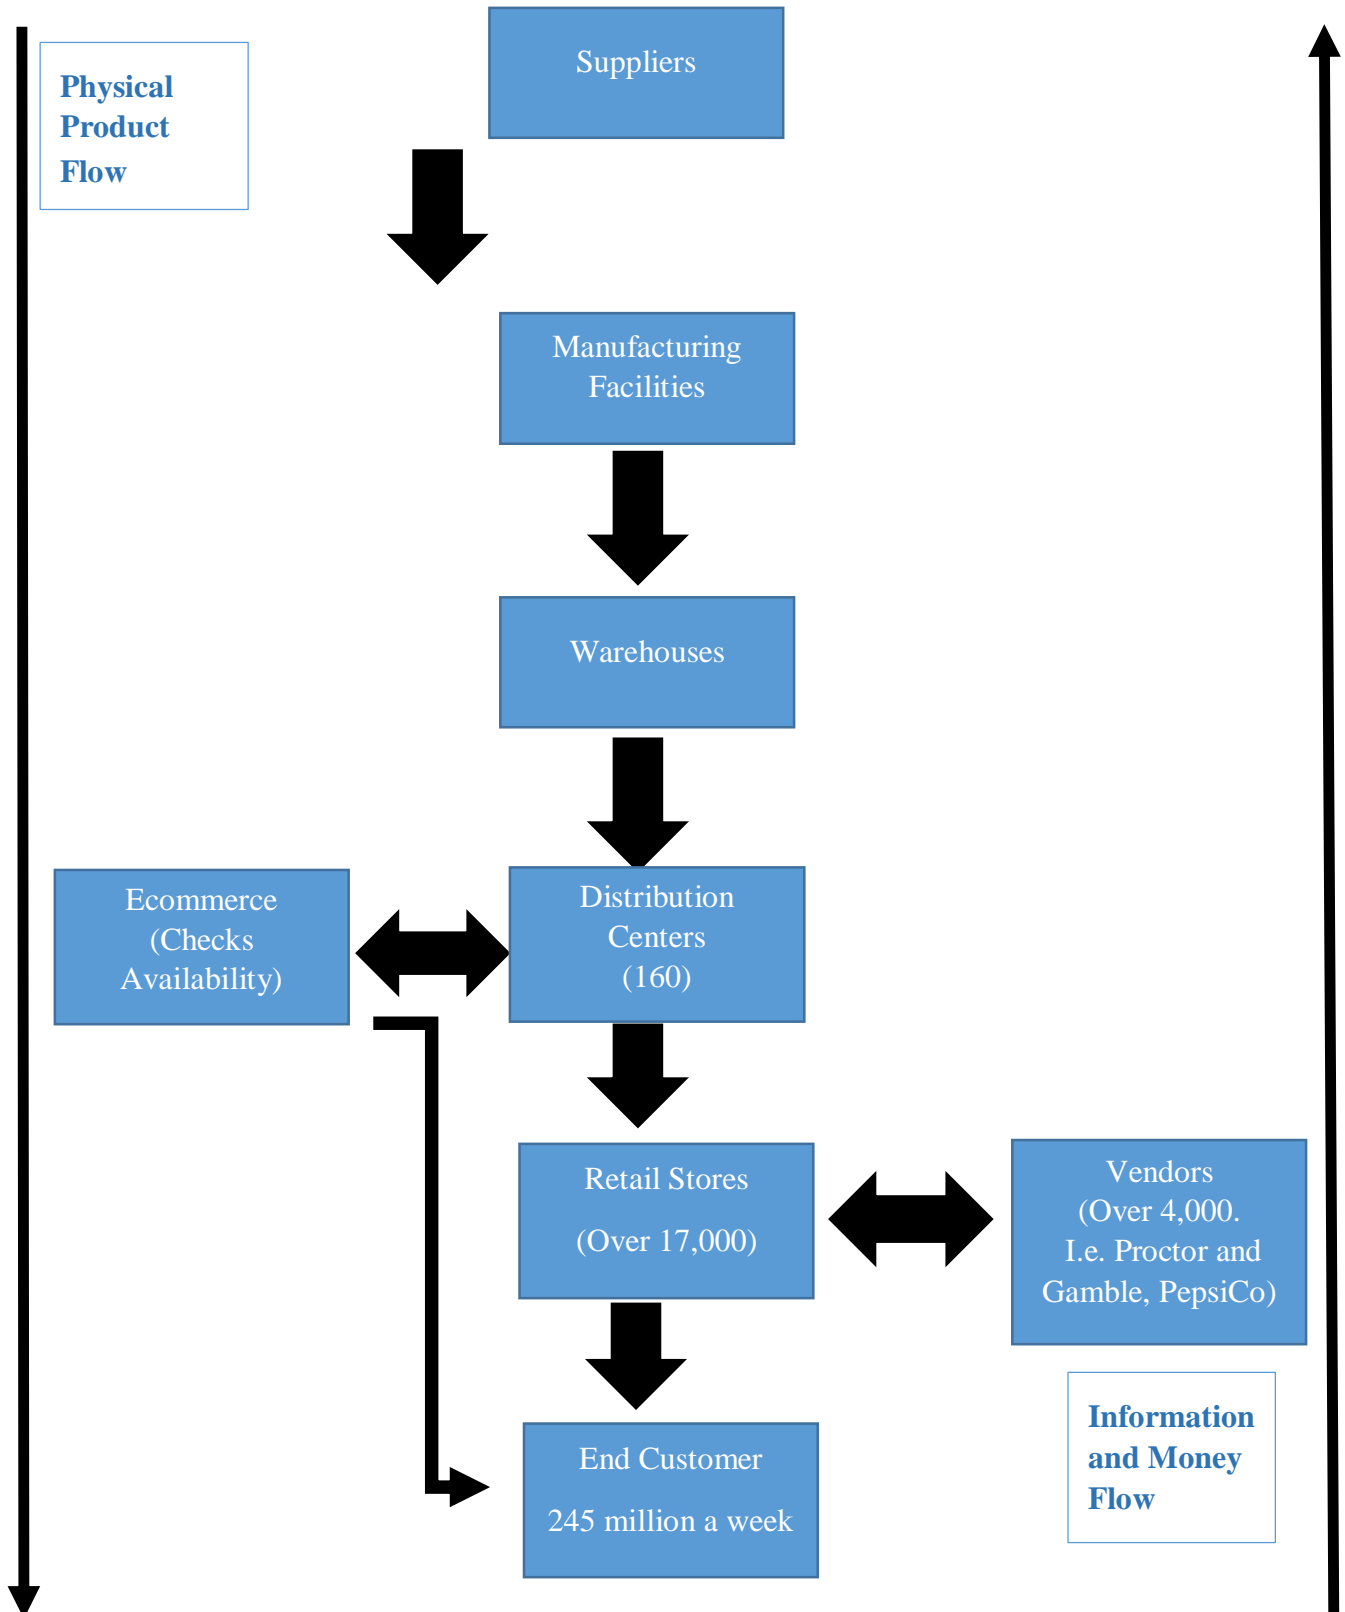 Suppliers
Physical
Product
Flow
Manufacturing
Facilities
Warehouses
Ecommerce
(Checks
Availability)
Distribution
Centers
(160)
Retail Stores
(Over 17,000)
Vendors
(Over 4,000.
I.e. Proctor and
Gamble, PepsiCo)
Information
and Money
Flow
End Customer
245 million a week